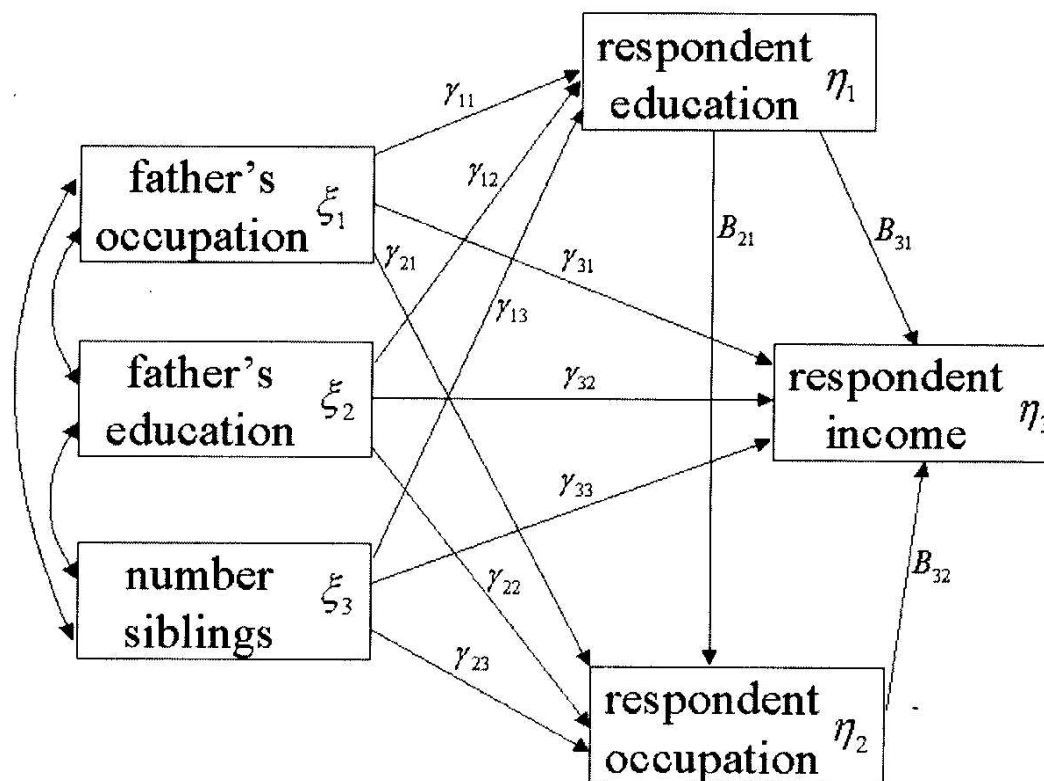 respondent
education η₁
γ₁₁
γ₁₂
father's
occupation ξ₁
γ₂₁
γ₃₁
B₂₁
B₃₁
γ₁₃
father's
education ξ₂
γ₃₂
respondent
income η₃
γ₃₃
number
siblings ξ₃
γ₂₂
B₃₂
γ₂₃
respondent
occupation η₂